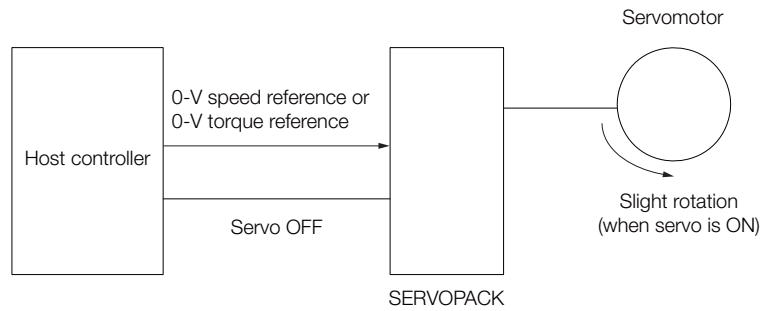 Servomotor
0-V speed reference or
0-V torque reference
Host controller
Servo OFF
Slight rotation
(when servo is ON)
SERVOPACK